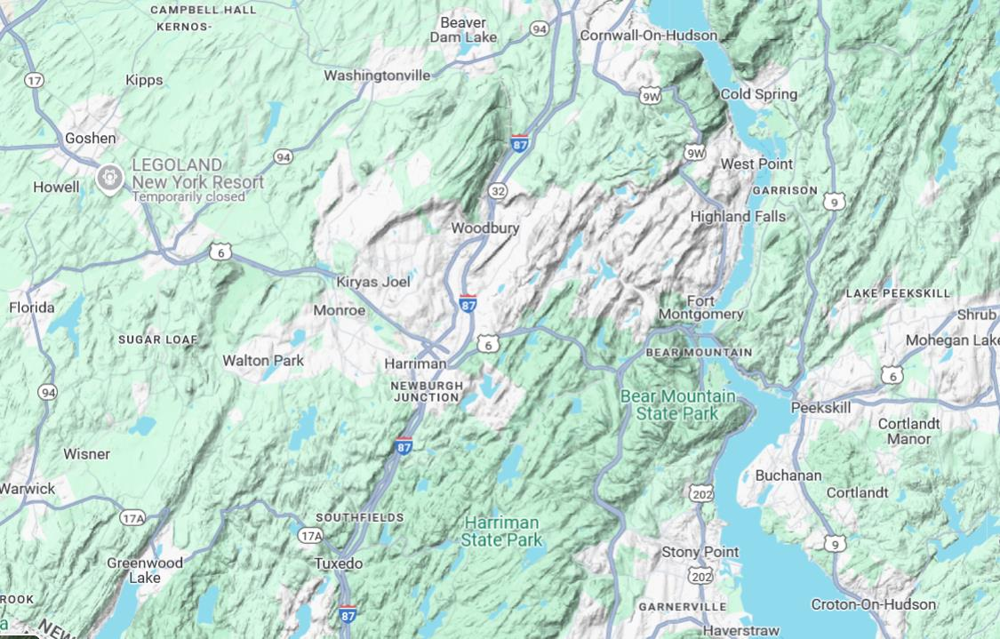 CAMPBELL HALL
KERNOS-
Beaver
Dam Lake
94
Cornwall-On-Hudson
17
Kipps
Washingtonville
9W
Cold Spring
Goshen
87
94
9W
LEGOLAND
New York Resort
Temporarily closed
West Point
Howell
32
GARRISON
9
Highland Falls
Woodbury
6
Kiryas Joel
87
LAKE PEEKSKILL
Florida
Monroe
Fort
Montgomery
Shrub
SUGAR LOAF
6
Mohegan Lake
Walton Park
Harriman
BEAR MOUNTAIN
6
94
NEWBURGH
JUNCTION
Bear Mountain
State Park
Peekskill
Cortlandt
Manor
87
Wisner
Buchanan
Warwick
202
Cortlandt
17A
SOUTHFIELDS
Harriman
State Park
17A
9
Stony Point
Greenwood
Lake
Tuxedo
202
ROOK
GARNERVILLE
Croton-On-Hudson
87
a
NEW
Haverstraw